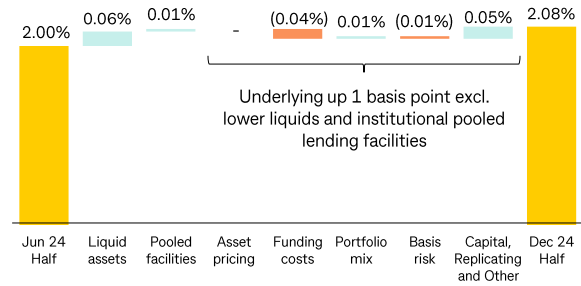 2.00%
0.06%
0.01%
-
(0.04%)
0.01%
(0.01%)
0.05%
2.08%
Underlying up 1 basis point excl.
lower liquids and institutional pooled
lending facilities
Jun 24
Half
Liquid
assets
Pooled
facilities
Asset
pricing
Funding
costs
Portfolio
mix
Basis
risk
Capital,
Replicating
and Other
Dec 24
Half